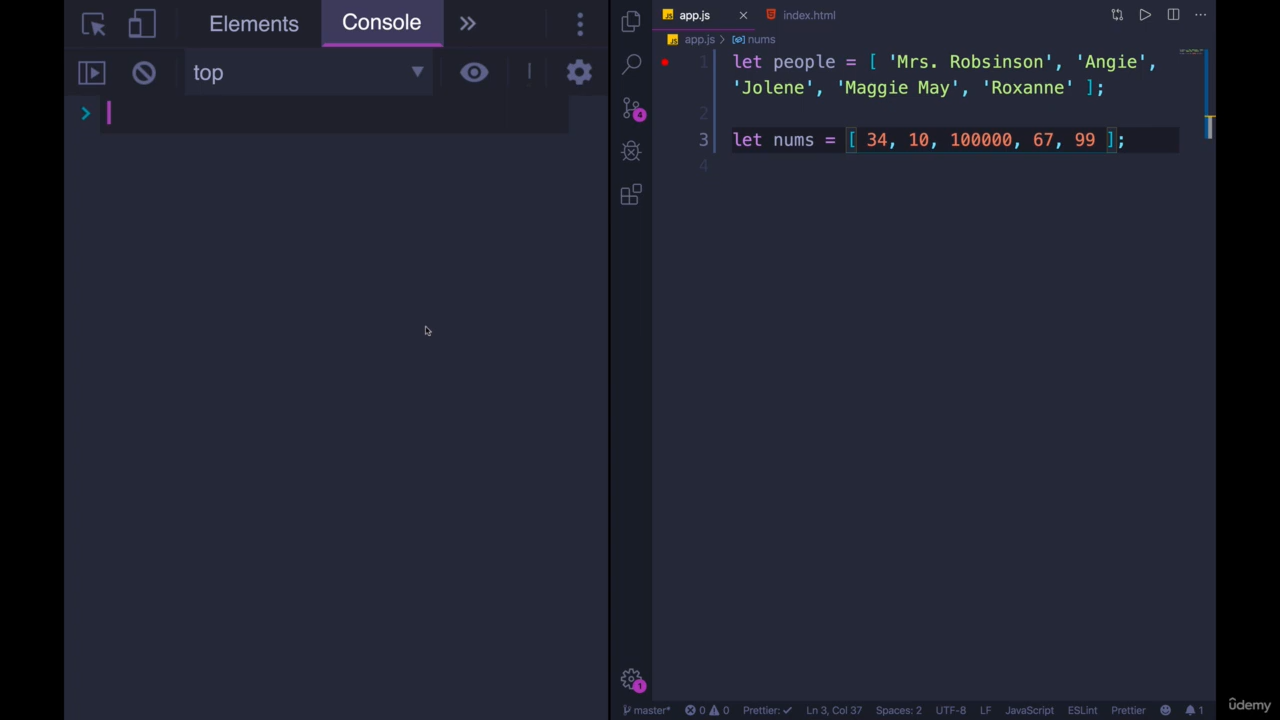 Elements
Console
top
app.js
index.html
app.js > nums
1 let people = [ 'Mrs. Robsinson', 'Angie',
'Jolene', 'Maggie May', 'Roxanne' ];
2
3 let nums = [ 34, 10, 100000, 67, 99 ];
4
4
1
master* 0 0 Prettier: ✓ Ln 3, Col 37 Spaces: 2 UTF-8 LF JavaScript ESLint Prettier 1
ûdemy